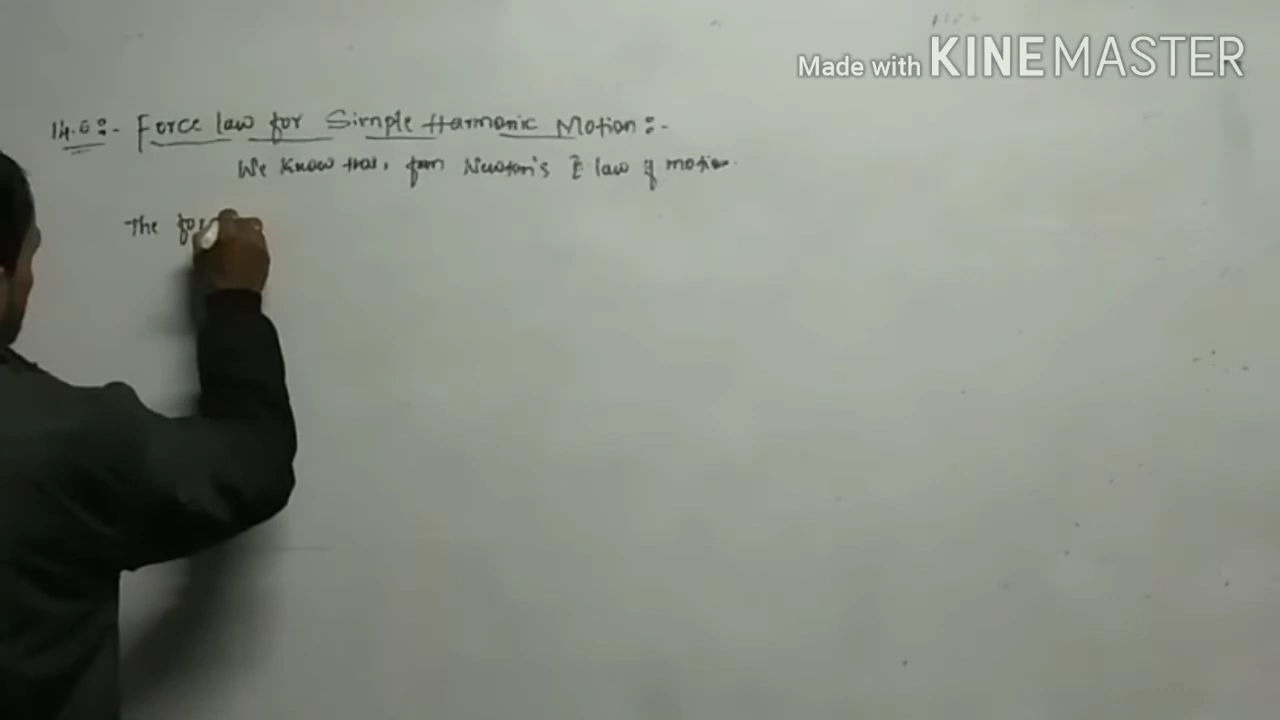 Made with KINEMASTER
14.6:- Force law for Simple Harmonic Motion:-
We know that, from Newton's law of motion.
The for